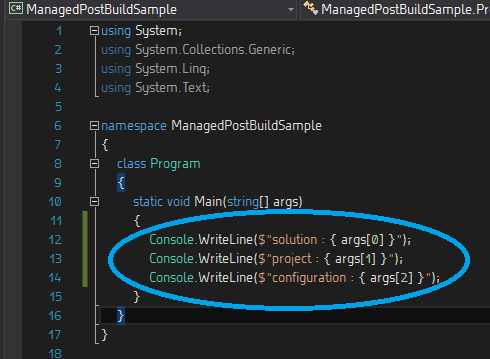 C# ManagedPostBuildSample ManagedPostBuildSample.Pr
1 using System;
2 using System.Collections.Generic;
3 using System.Linq;
4 using System.Text;
5
6 namespace ManagedPostBuildSample
7 {
8 class Program
9 {
10 static void Main(string[] args)
11 {
12 Console.WriteLine($"solution : { args[0] }");
13 Console.WriteLine($"project : { args[1] }");
14 Console.WriteLine($"configuration : { args[2] }");
15 }
16 }
17 }
18